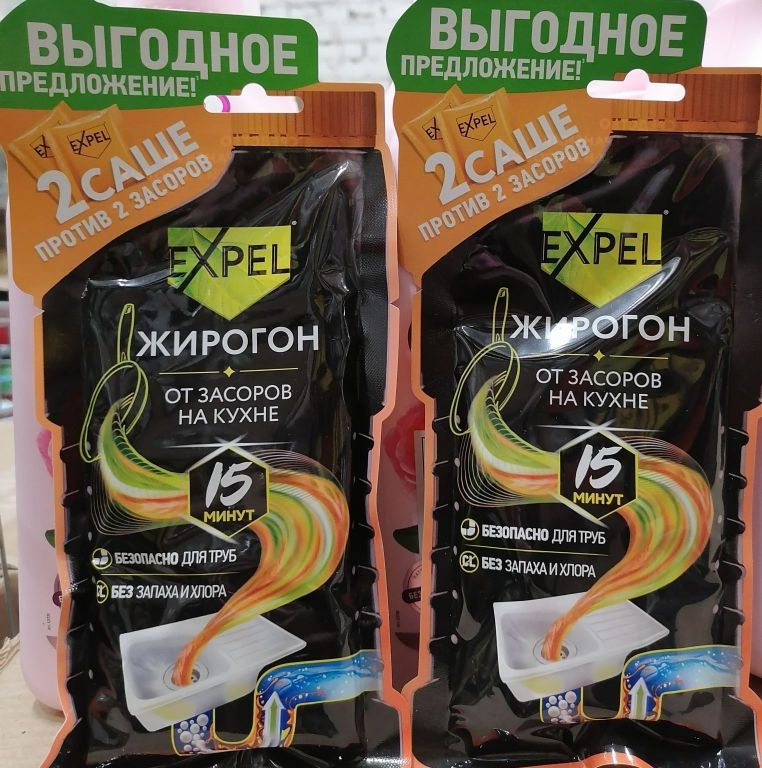 ВЫГОДНОЕ
ПРЕДЛОЖЕНИЕ!
EXPEL
2 САШЕ
ПРОТИВ 2 ЗАСОРОВ
EXPEL
ЖИРОГОН
ОТ ЗАСОРОВ
НА КУХНЕ
15
МИНУТ
БЕЗОПАСНО ДЛЯ ТРУБ
CL БЕЗ ЗАПАХА И ХЛОРА
ВЫГОДНОЕ
ПРЕДЛОЖЕНИЕ!
EXPEL
2 САШЕ
ПРОТИВ 2 ЗАСОРОВ
EXPEL
ЖИРОГОН
ОТ ЗАСОРОВ
НА КУХНЕ
15
МИНУТ
БЕЗОПАСНО ДЛЯ ТРУБ
CL БЕЗ ЗАПАХА И ХЛОРА